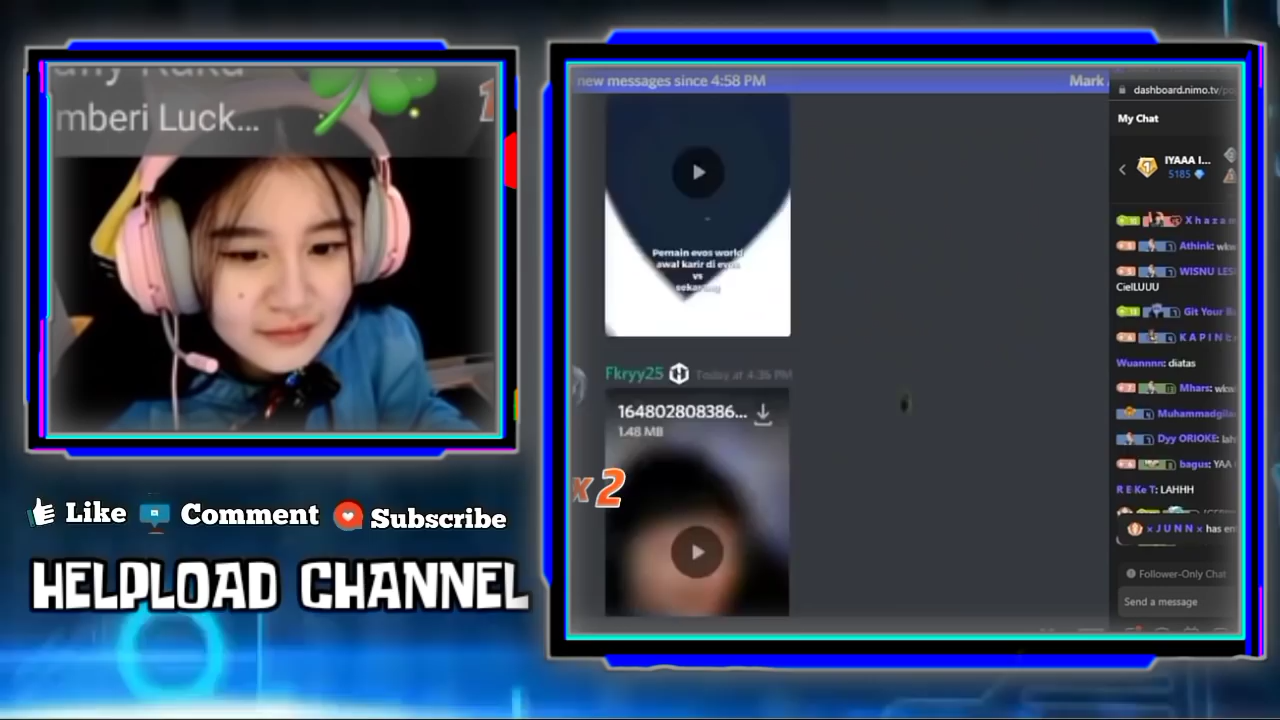 mberi Luck...
Like
Comment
Subscribe
HELPLOAD CHANNEL
new messages since 4:58 PM
Mark
Pemain evos world
awal karir di evos
vs
sekarang
Fkryy25
Today at 4:35 PM
164802808386...
1.48 MB
x2
dashboard.nimo.tv/po
My Chat
IYAAA I...
5185
X h a z a
Athink: wkw
WISNU LES
CielLUUU
Git Your B
K A P I N
Wuannnn: diatas
Mhars: wkw
Muhammadgila
Dyy ORIOKE: lah
bagus: YAA
R E Ke T: LAHHH
x J U N N x has en
Follower-Only Chat
Send a message